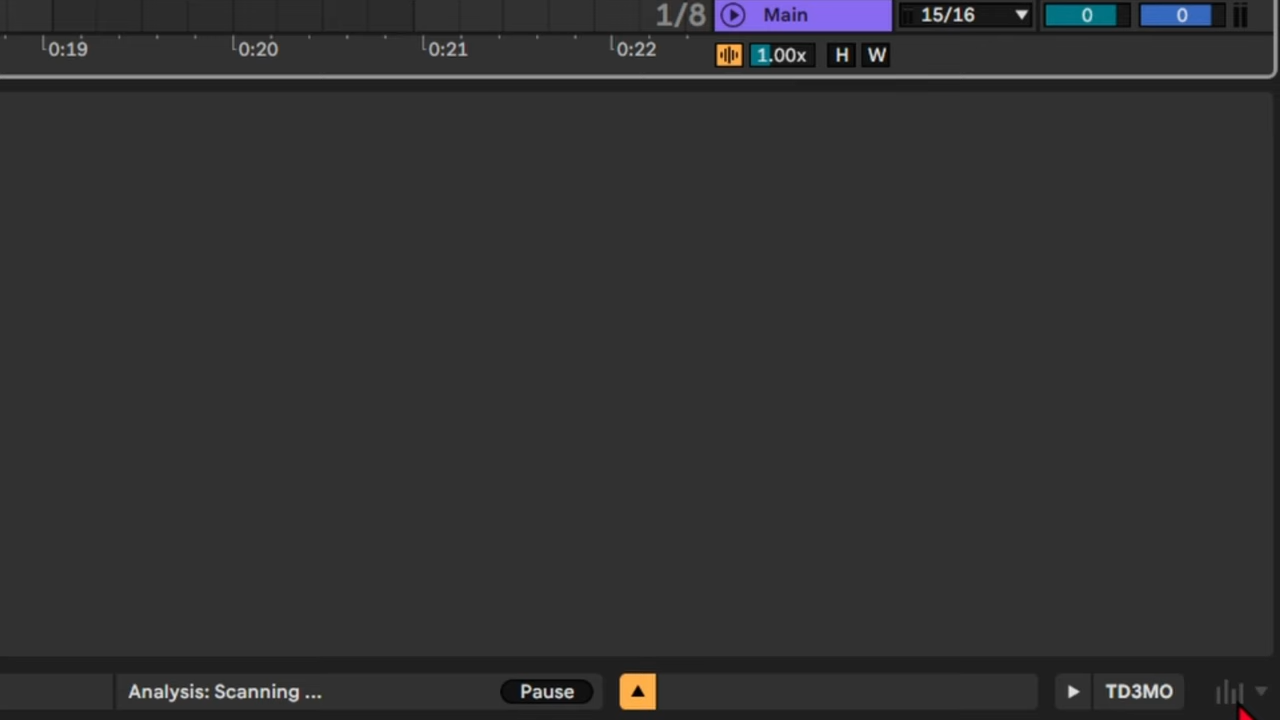 1/8 Main 15/16 0 0
0:19 0:20 0:21 0:22 1.00x H W
Analysis: Scanning ... Pause TD3MO